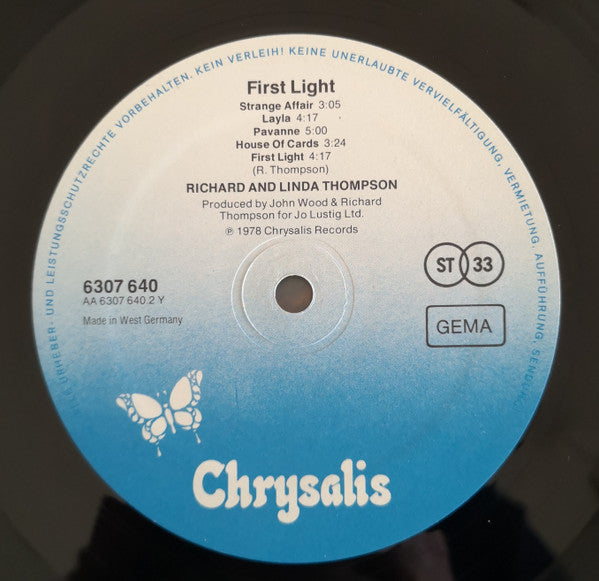 ALLE URHEBER- UND LEISTUNGSSCHUTZRECHTE VORBEHALTEN. KEIN VERLEIH! KEINE UNERLAUBTE VERVIELFÄLTIGUNG, VERMIETUNG, AUFFÜHRUNG, SENDUNG!
First Light
Strange Affair 3:05
Layla 4:17
Pavanne 5:00
House Of Cards 3:24
First Light 4:17
(R. Thompson)
RICHARD AND LINDA THOMPSON
Produced by John Wood & Richard
Thompson for Jo Lustig Ltd.
℗ 1978 Chrysalis Records
6307 640
AA 6307 640.2 Y
Made in West Germany
ST 33
GEMA
Chrysalis